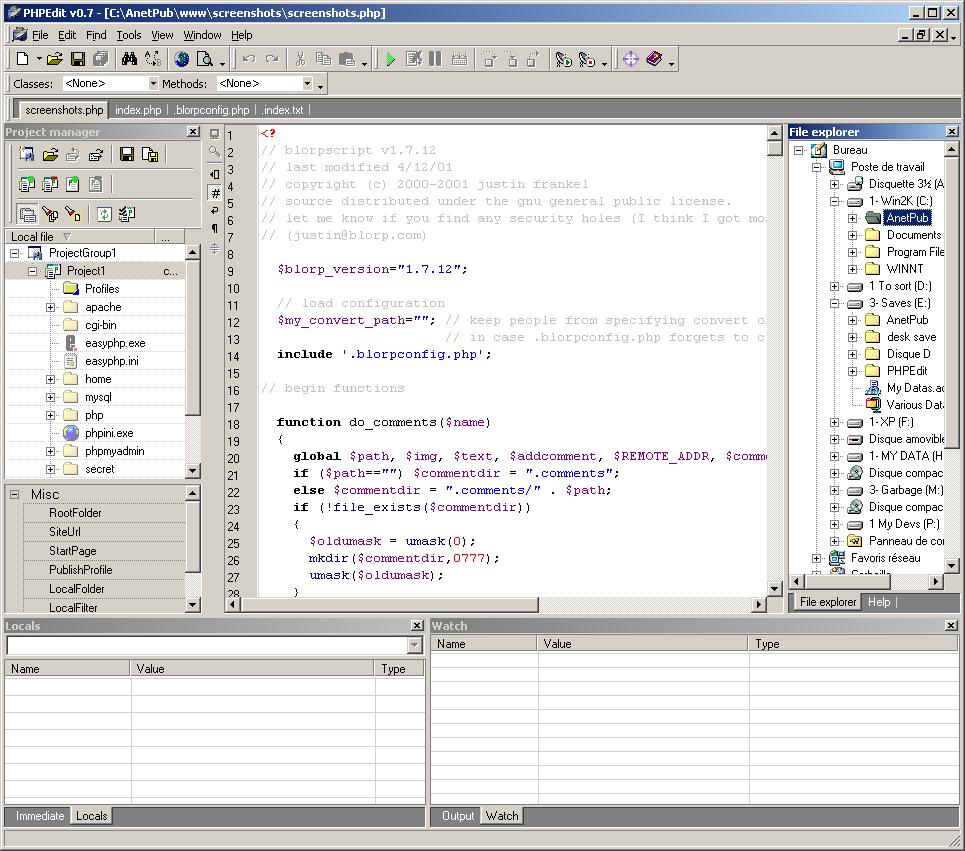 PHPEdit v0.7 - [C:\AnetPub\www\screenshots\screenshots.php]
File Edit Find Tools View Window Help
Classes: <None> Methods: <None>
screenshots.php index.php .blorpconfig.php .index.txt
Project manager
Local file ...
ProjectGroup1
Project1 c...
Profiles
apache
cgi-bin
easyphp.exe
easyphp.ini
home
mysql
php
phpini.exe
phpmyadmin
secret
Misc
RootFolder
SiteUrl
StartPage
PublishProfile
LocalFolder
LocalFilter
1 <?
2 // blorpscript v1.7.12
3 // last modified 4/12/01
4 // copyright (c) 2000-2001 justin frankel
5 // source distributed under the gnu general public license.
6 // let me know if you find any security holes (I think I got mo
7 // (justin@blorp.com)
8
9 $blorp_version="1.7.12";
10
11 // load configuration
12 $my_convert_path=""; // keep people from specifying convert o
13 // in case .blorpconfig.php forgets to c
14 include '.blorpconfig.php';
15
16 // begin functions
17
18 function do_comments($name)
19 {
20 global $path, $img, $text, $addcomment, $REMOTE_ADDR, $comm
21 if ($path=="") $commentdir = ".comments";
22 else $commentdir = ".comments/" . $path;
23 if (!file_exists($commentdir))
24 {
25 $oldumask = umask(0);
26 mkdir($commentdir,0777);
27 umask($oldumask);
28 }
File explorer
Bureau
Poste de travail
Disquette 3½ (A
1- Win2K (C:)
AnetPub
Documents
Program File
WINNT
1 To sort (D:)
3- Saves (E:)
AnetPub
desk save
Disque D
PHPEdit
My Datas.ac
Various Dat
1-XP (F:)
Disque amovible
1-MY DATA (H
Disque compac
3- Garbage (M:)
Disque compac
1 My Devs (P:)
Panneau de cor
Favoris réseau
File explorer Help
Locals
Name Value Type
Immediate Locals
Watch
Name Value Type
Output Watch